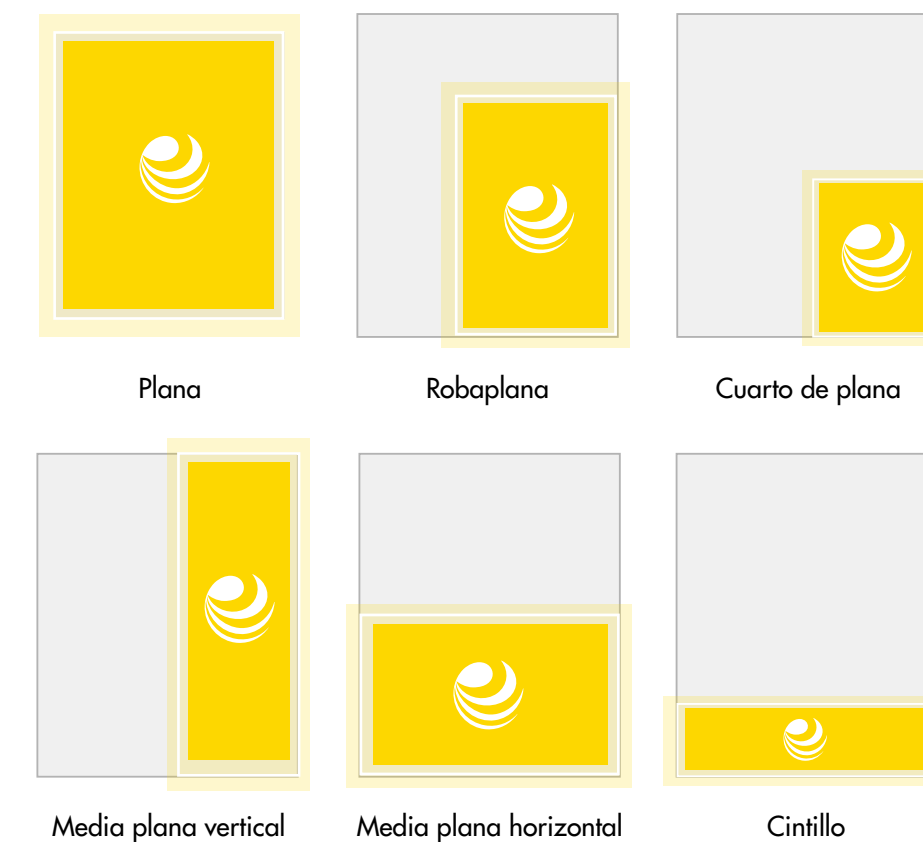 Plana
Robaplana
Cuarto de plana
Media plana vertical
Media plana horizontal
Cintillo